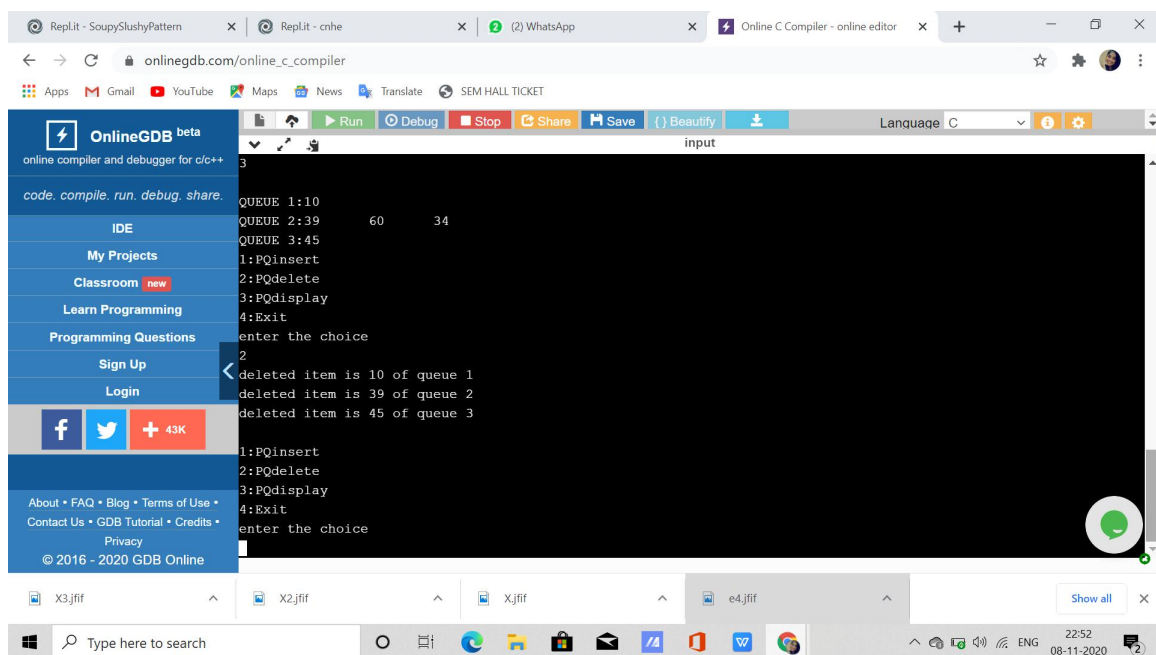 Repl.it - SoupySlushyPattern
Repl.it - cnhe
(2) WhatsApp
Online C Compiler - online editor
onlinegdb.com/online_c_compiler
Apps Gmail YouTube Maps News Translate SEM HALL TICKET
OnlineGDB beta
online compiler and debugger for c/c++
code. compile. run. debug. share.
IDE
My Projects
Classroom new
Learn Programming
Programming Questions
Sign Up
Login
43K
About • FAQ • Blog • Terms of Use •
Contact Us • GDB Tutorial • Credits •
Privacy
© 2016 - 2020 GDB Online
Run Debug Stop Share Save { } Beautify Language C
input
3
QUEUE 1:10
QUEUE 2:39 60 34
QUEUE 3:45
1:PQinsert
2:PQdelete
3:PQdisplay
4:Exit
enter the choice
2
deleted item is 10 of queue 1
deleted item is 39 of queue 2
deleted item is 45 of queue 3
1:PQinsert
2:PQdelete
3:PQdisplay
4:Exit
enter the choice
X3.jfif X2.jfif X.jfif e4.jfif Show all
Type here to search
ENG
22:52
08-11-2020
2